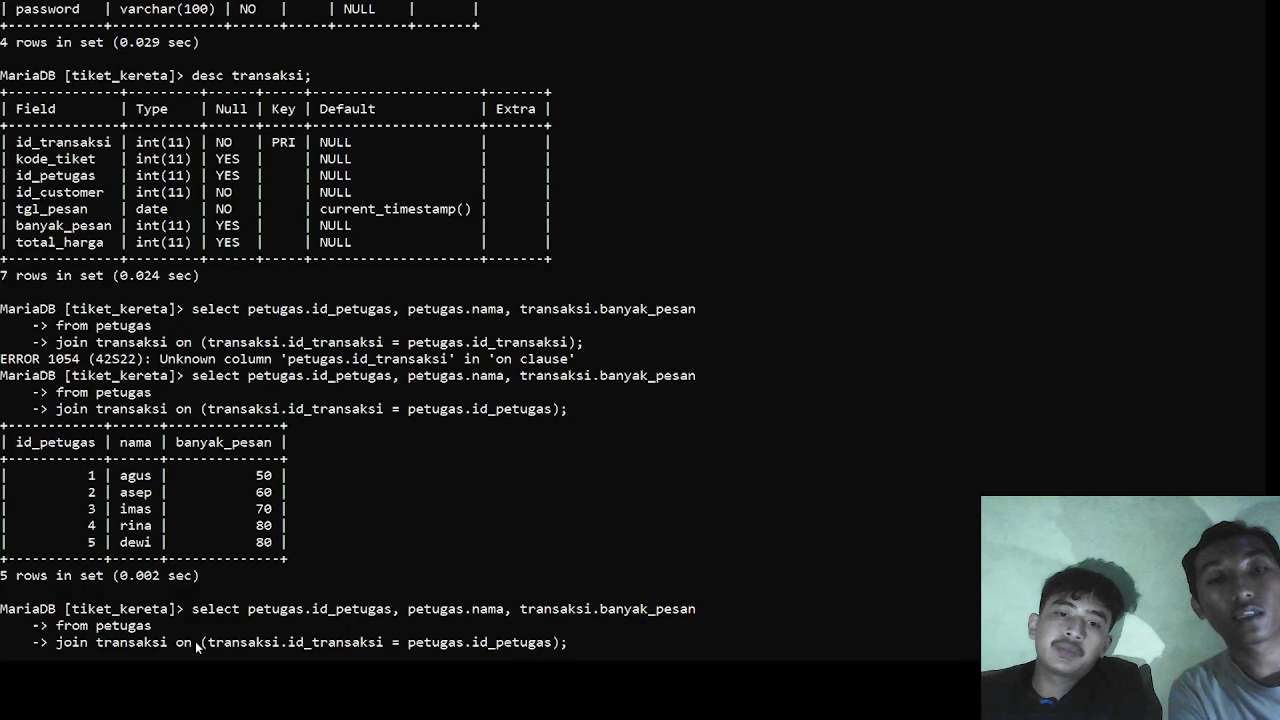 | password    | varchar(100) | NO   |     | NULL    |       |
+-------------+--------------+------+-----+---------+-------+
4 rows in set (0.029 sec)
MariaDB [tiket_kereta]> desc transaksi;
+--------------+---------+------+-----+---------------------+-------+
| Field        | Type    | Null | Key | Default             | Extra |
+--------------+---------+------+-----+---------------------+-------+
| id_transaksi | int(11) | NO   | PRI | NULL                |       |
| kode_tiket   | int(11) | YES  |     | NULL                |       |
| id_petugas   | int(11) | YES  |     | NULL                |       |
| id_customer  | int(11) | NO   |     | NULL                |       |
| tgl_pesan    | date    | NO   |     | current_timestamp() |       |
| banyak_pesan | int(11) | YES  |     | NULL                |       |
| total_harga  | int(11) | YES  |     | NULL                |       |
+--------------+---------+------+-----+---------------------+-------+
7 rows in set (0.024 sec)
MariaDB [tiket_kereta]> select petugas.id_petugas, petugas.nama, transaksi.banyak_pesan
    -> from petugas
    -> join transaksi on (transaksi.id_transaksi = petugas.id_transaksi);
ERROR 1054 (42S22): Unknown column 'petugas.id_transaksi' in 'on clause'
MariaDB [tiket_kereta]> select petugas.id_petugas, petugas.nama, transaksi.banyak_pesan
    -> from petugas
    -> join transaksi on (transaksi.id_transaksi = petugas.id_petugas);
+------------+------+--------------+
| id_petugas | nama | banyak_pesan |
+------------+------+--------------+
|          1 | agus |           50 |
|          2 | asep |           60 |
|          3 | imas |           70 |
|          4 | rina |           80 |
|          5 | dewi |           80 |
+------------+------+--------------+
5 rows in set (0.002 sec)
MariaDB [tiket_kereta]> select petugas.id_petugas, petugas.nama, transaksi.banyak_pesan
    -> from petugas
    -> join transaksi on (transaksi.id_transaksi = petugas.id_petugas);